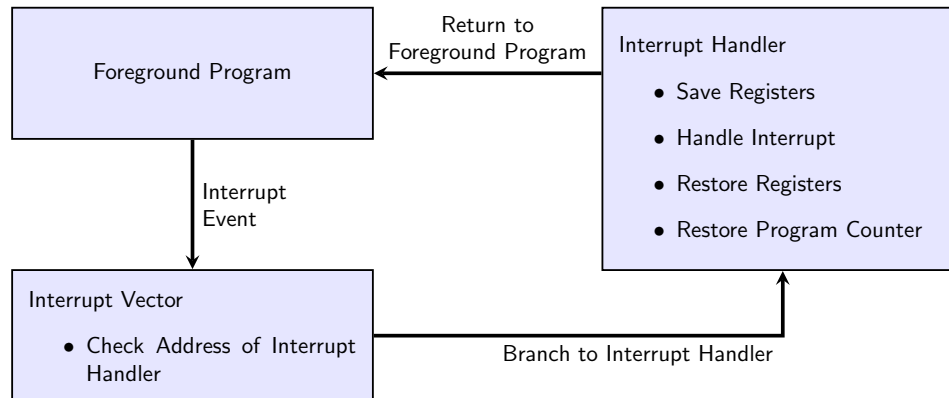 Foreground Program
Return to
Foreground Program
Interrupt Handler
• Save Registers
• Handle Interrupt
• Restore Registers
• Restore Program Counter
Interrupt
Event
Interrupt Vector
• Check Address of Interrupt
Handler
Branch to Interrupt Handler